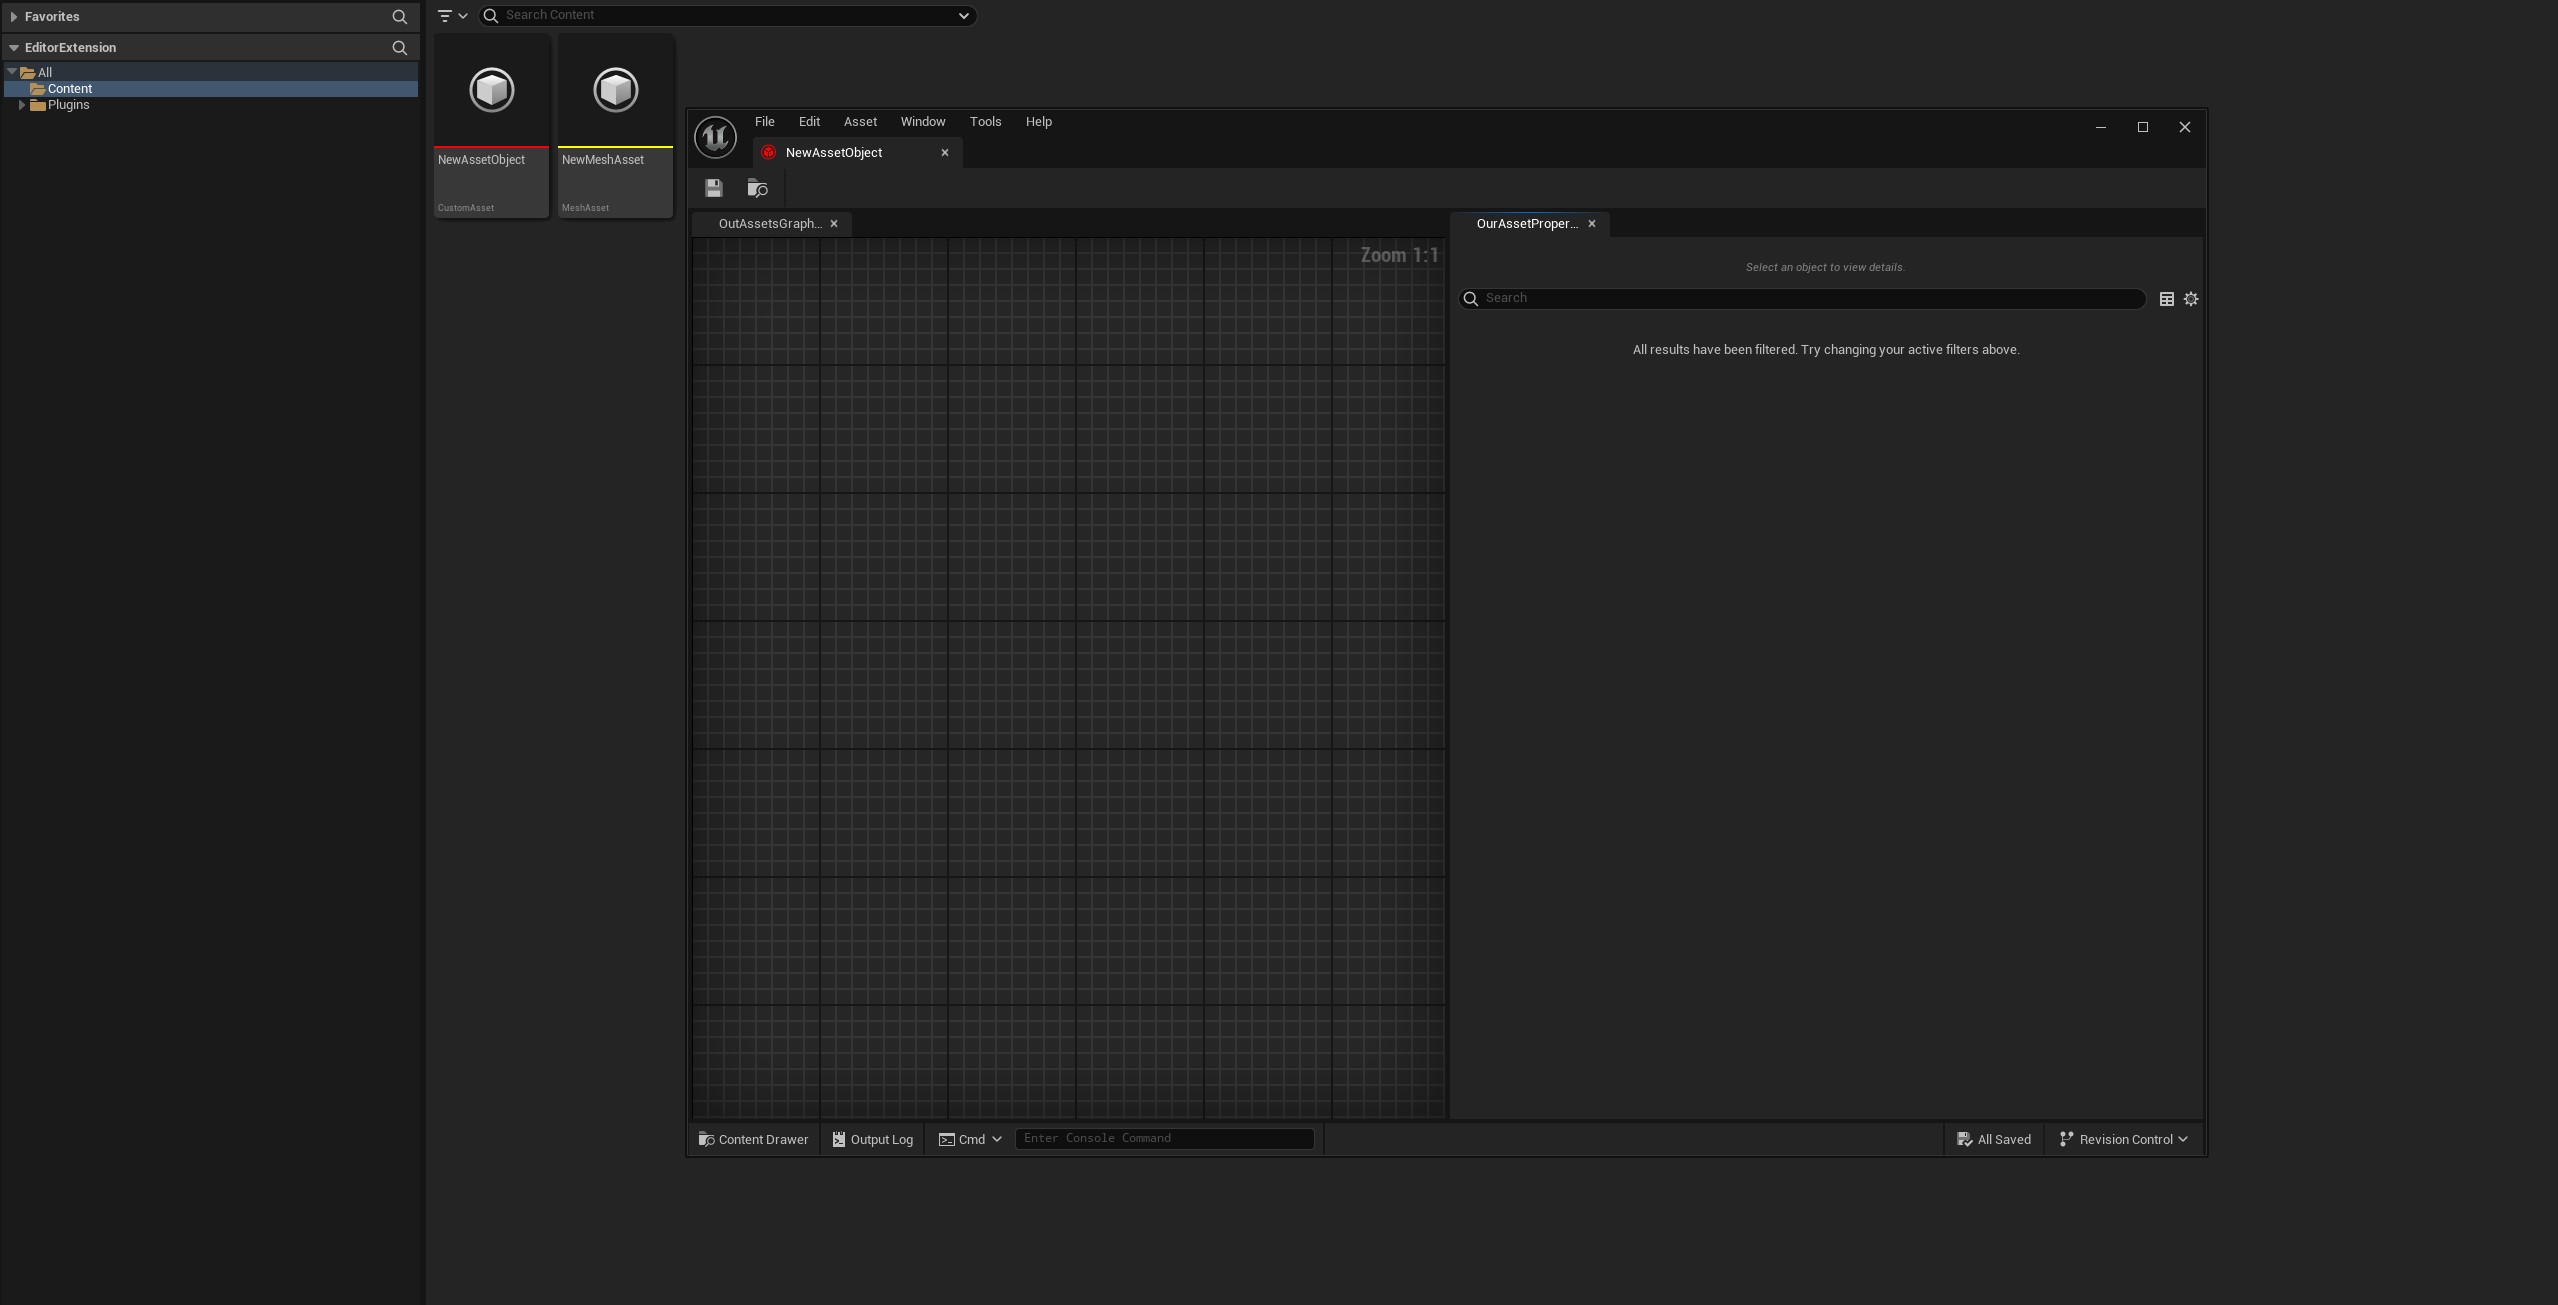 Favorites
EditorExtension
All
Content
Plugins
Search Content
NewAssetObject
CustomAsset
NewMeshAsset
MeshAsset
File Edit Asset Window Tools Help
NewAssetObject
OutAssetsGraph...
Zoom 1:1
OurAssetProper...
Select an object to view details.
Search
All results have been filtered. Try changing your active filters above.
Content Drawer Output Log Cmd Enter Console Command All Saved Revision Control